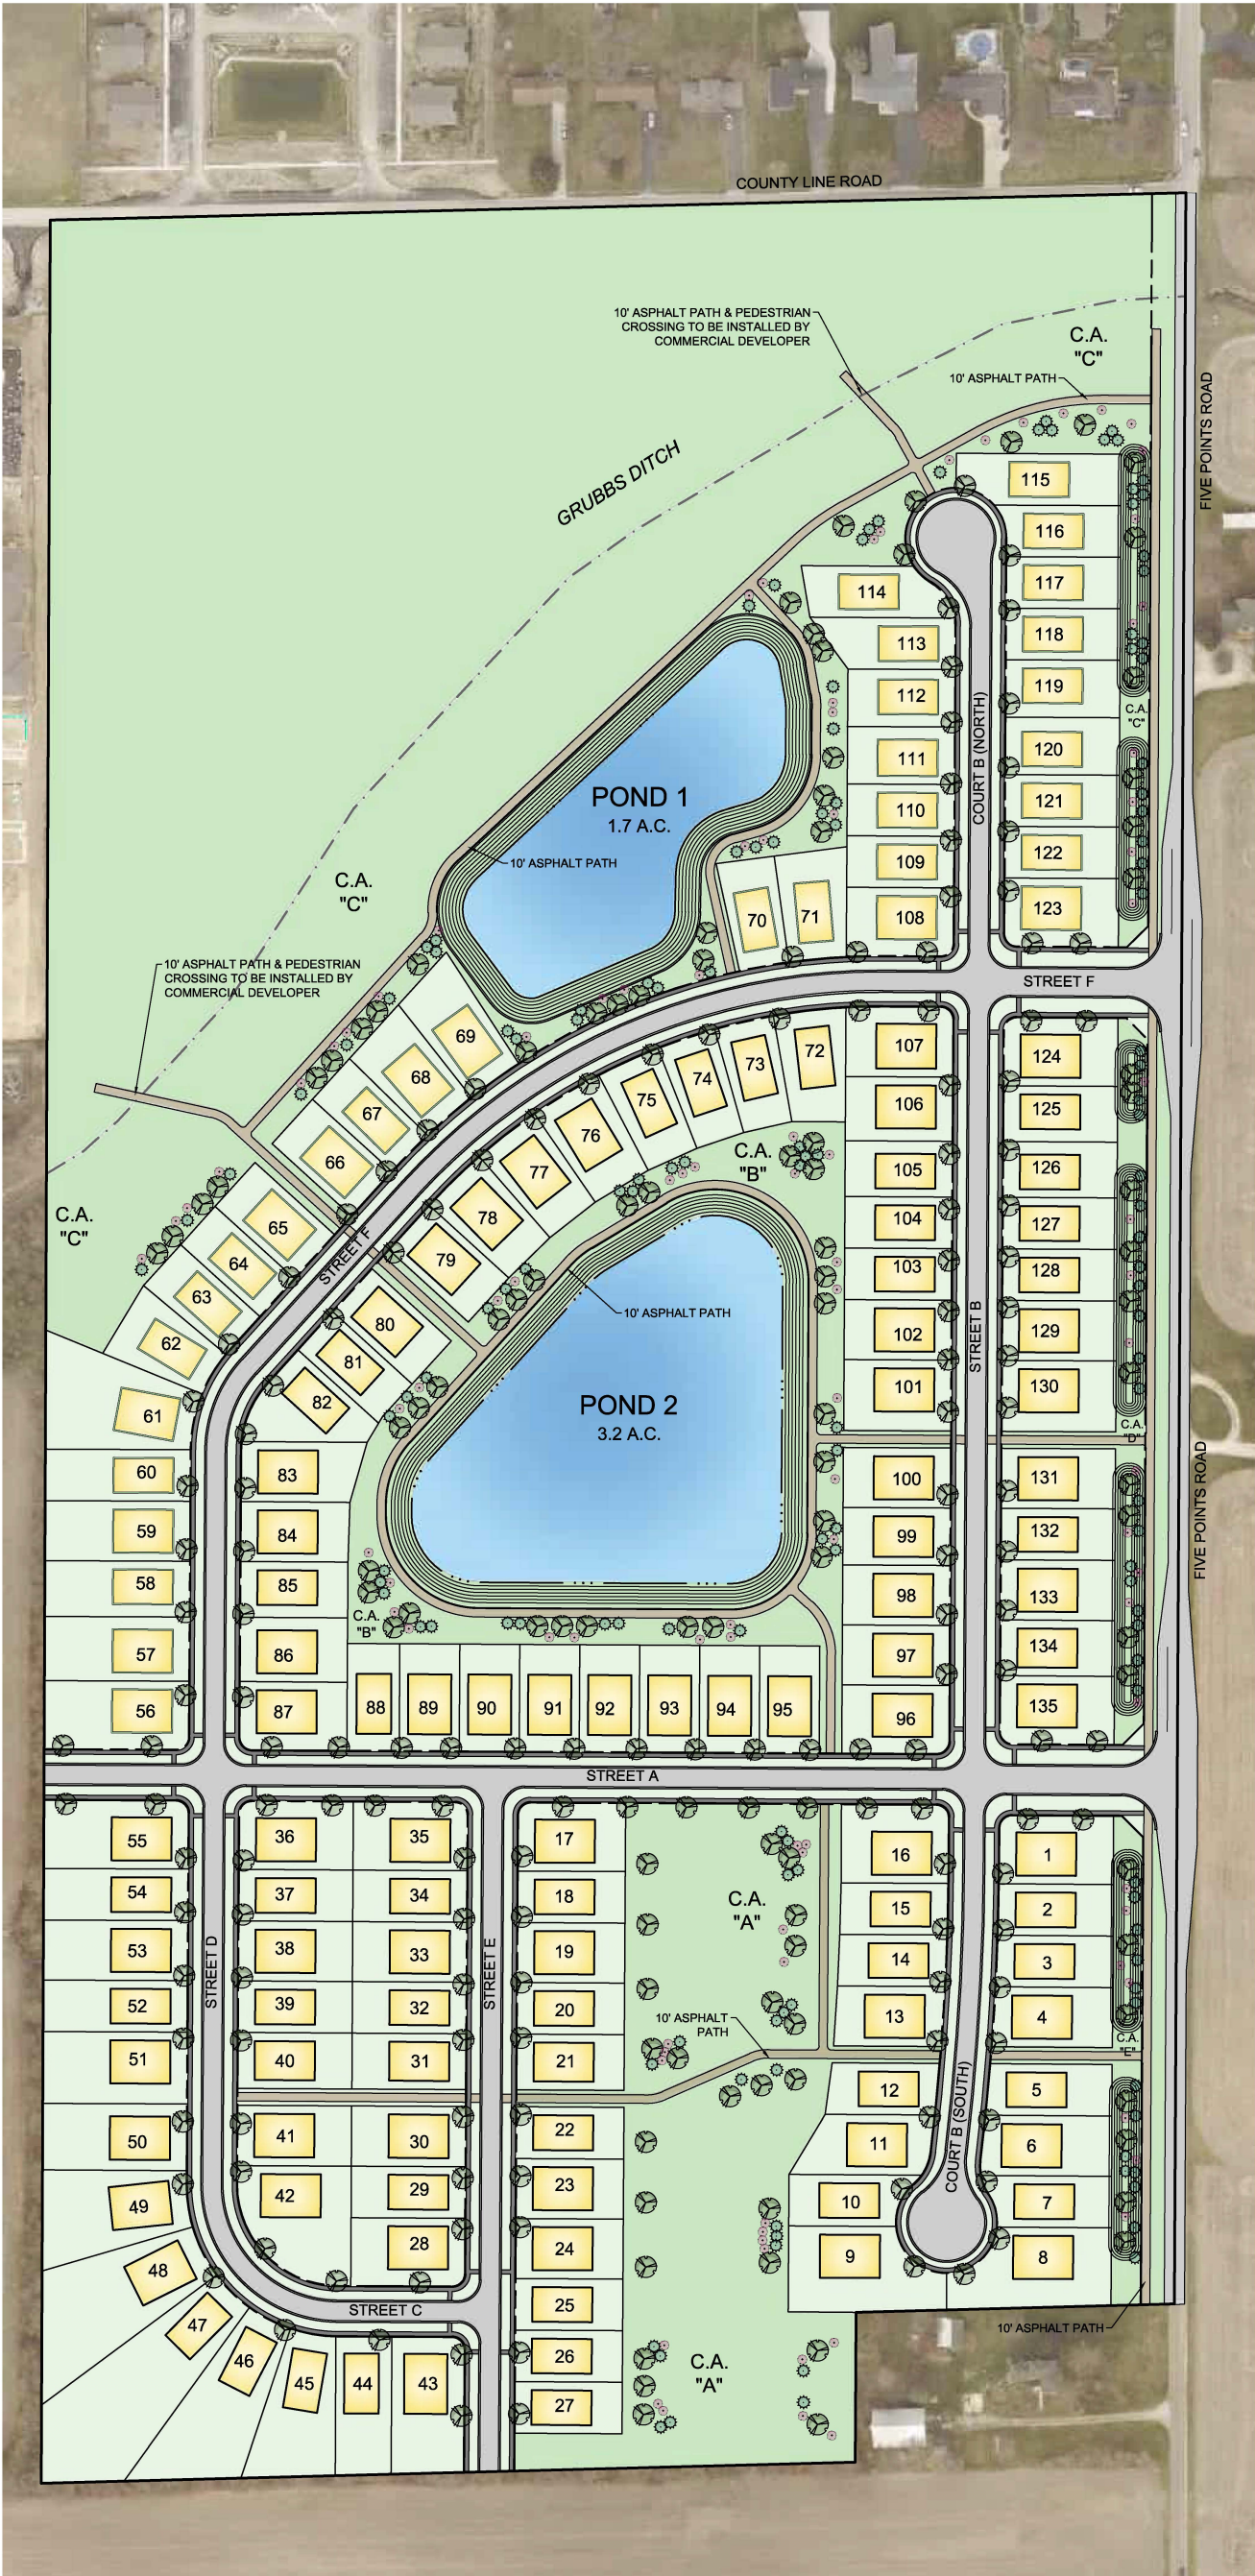 COUNTY LINE ROAD
10' ASPHALT PATH & PEDESTRIAN
CROSSING TO BE INSTALLED BY
COMMERCIAL DEVELOPER
C.A.
"C"
10' ASPHALT PATH
FIVE POINTS ROAD
GRUBBS DITCH
115
116
117
118
119
114
113
112
111
110
109
108
COURT B (NORTH)
C.A.
"C"
120
121
122
123
POND 1
1.7 A.C.
10' ASPHALT PATH
C.A.
"C"
70
71
10' ASPHALT PATH & PEDESTRIAN
CROSSING TO BE INSTALLED BY
COMMERCIAL DEVELOPER
STREET F
69
68
67
66
65
64
63
62
61
60
59
58
57
56
C.A.
"C"
STREET F
72
73
74
75
76
77
78
79
80
81
82
83
84
85
86
87
C.A.
"B"
107
106
105
104
103
102
101
100
99
98
97
96
STREET B
124
125
126
127
128
129
130
C.A.
"D"
131
132
133
134
135
FIVE POINTS ROAD
10' ASPHALT PATH
POND 2
3.2 A.C.
C.A.
"B"
88
89
90
91
92
93
94
95
STREET A
55
54
53
52
51
50
49
48
47
46
45
44
43
STREET D
36
37
38
39
40
41
42
35
34
33
32
31
30
29
28
STREET C
STREET E
17
18
19
20
21
22
23
24
25
26
27
C.A.
"A"
10' ASPHALT
PATH
C.A.
"A"
16
15
14
13
12
11
10
9
COURT B (SOUTH)
1
2
3
4
C.A.
"E"
5
6
7
8
10' ASPHALT PATH